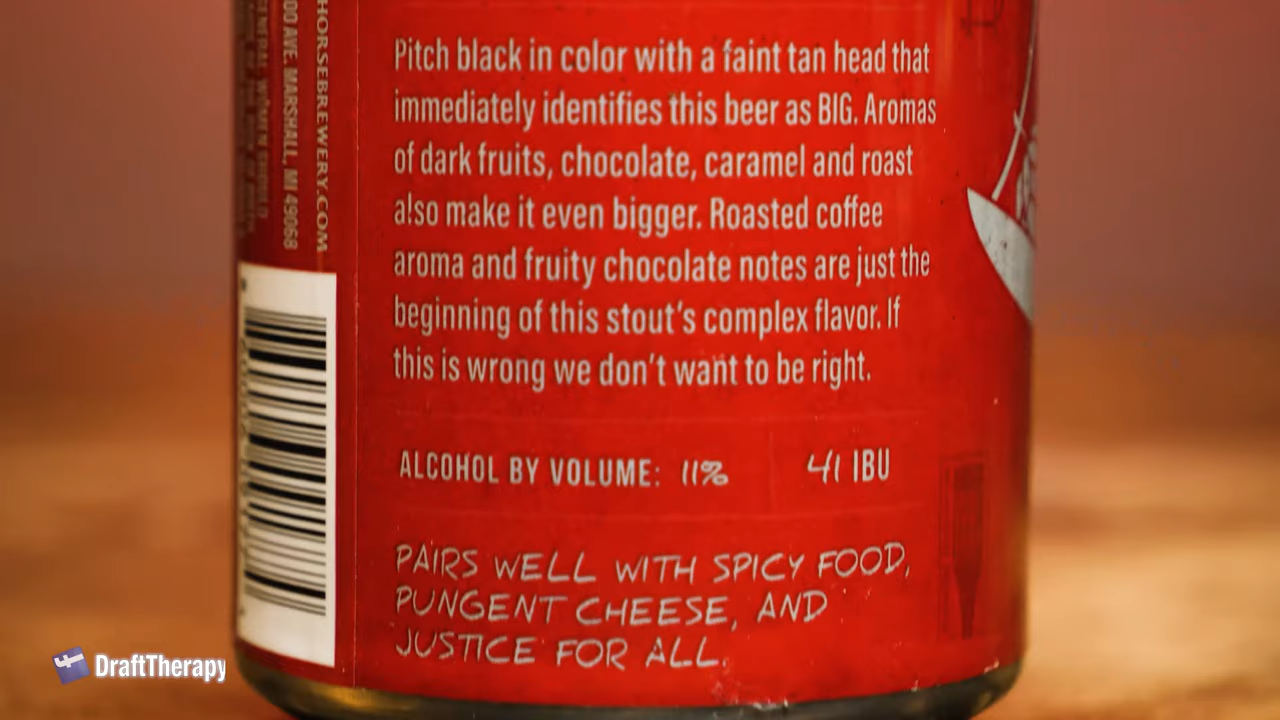 Pitch black in color with a faint tan head that
immediately identifies this beer as BIG. Aromas
of dark fruits, chocolate, caramel and roast
also make it even bigger. Roasted coffee
aroma and fruity chocolate notes are just the
beginning of this stout's complex flavor. If
this is wrong we don't want to be right.
ALCOHOL BY VOLUME: 11% 41 IBU
PAIRS WELL WITH SPICY FOOD,
PUNGENT CHEESE, AND
JUSTICE FOR ALL.
HORSEBREWERY.COM
00 AVE. MARSHALL, MI 49068
WOMEN SHOULD
DraftTherapy